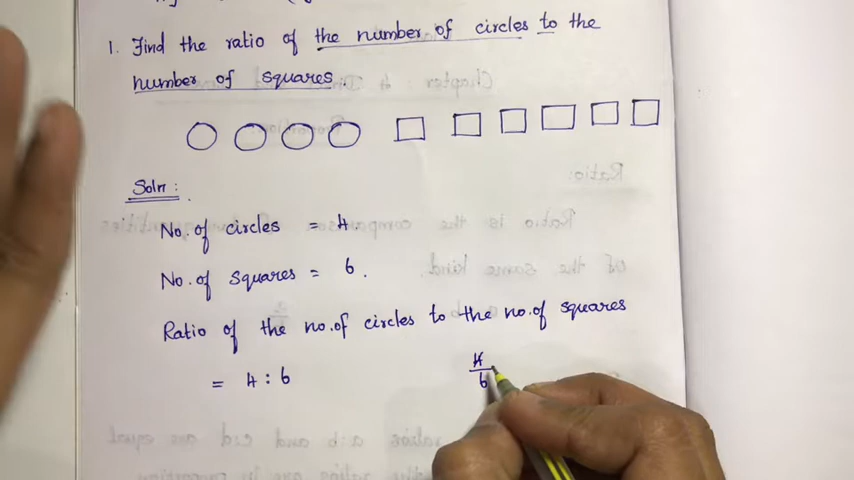 1. Find the ratio of the number of circles to the
number of squares.
Soln :
No. of circles = 4
No. of squares = 6.
Ratio of the no. of circles to the no. of squares
= 4 : 6
4
6